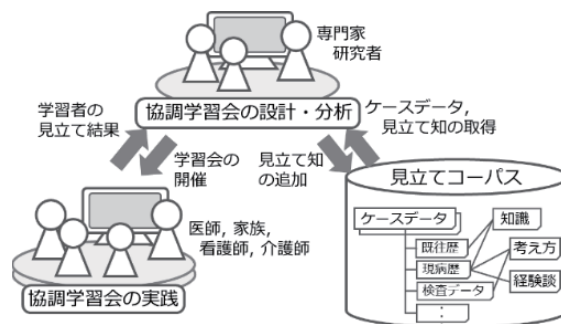 専門家
研究者
学習者の
見立て結果
協調学習会の設計・分析
ケースデータ,
見立て知の取得
学習会の
開催
見立て知
の追加
医師, 家族,
看護師, 介護師
協調学習会の実践
見立てコーパス
ケースデータ
既往歴
現病歴
検査データ
:
知識
考え方
経験談